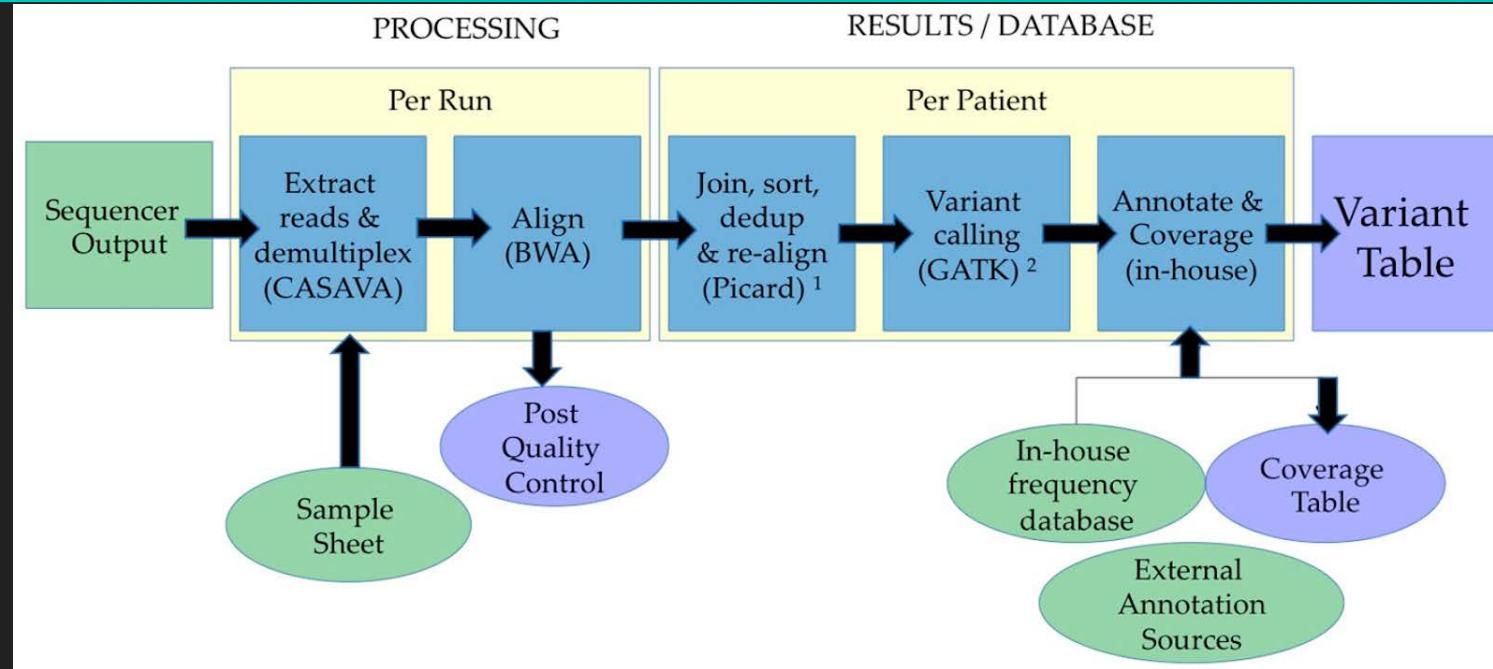 PROCESSING
RESULTS / DATABASE
Per Run
Per Patient
Sequencer
Output
Extract
reads &
demultiplex
(CASAVA)
Align
(BWA)
Join, sort,
dedup
& re-align
(Picard) 1
Variant
calling
(GATK) 2
Annotate &
Coverage
(in-house)
Variant
Table
Sample
Sheet
Post
Quality
Control
In-house
frequency
database
Coverage
Table
External
Annotation
Sources